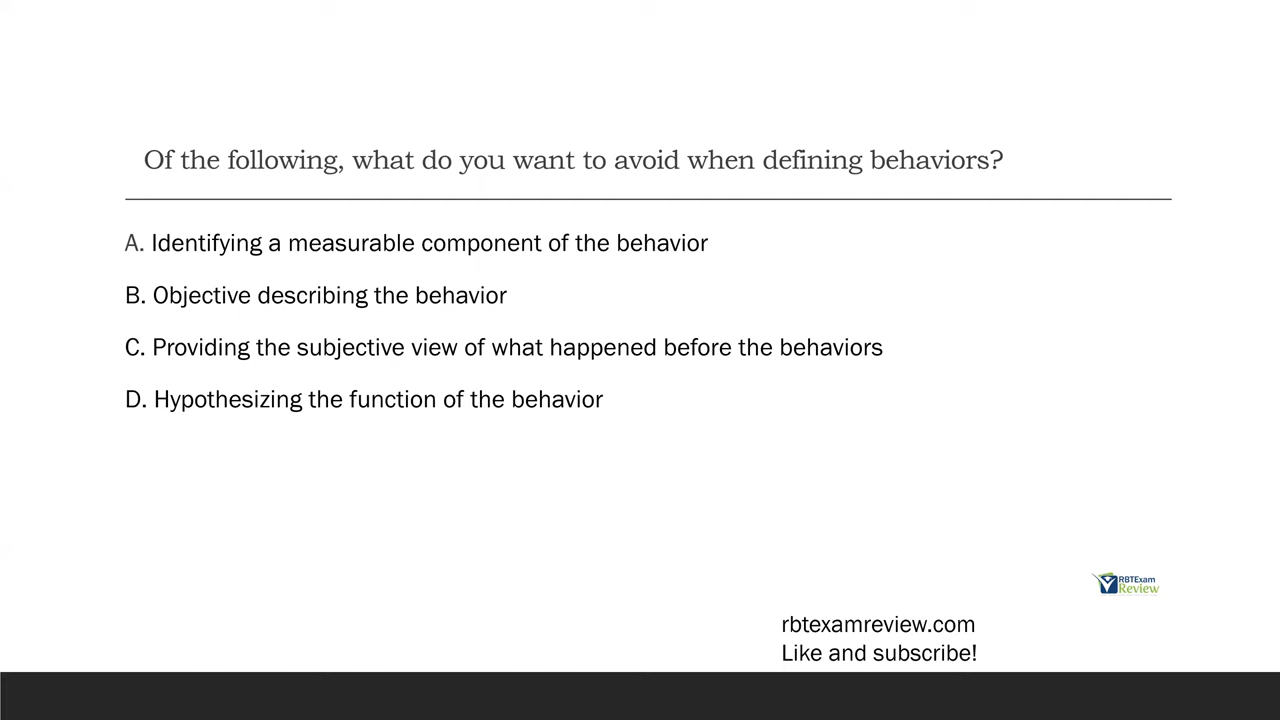 Of the following, what do you want to avoid when defining behaviors?
A. Identifying a measurable component of the behavior
B. Objective describing the behavior
C. Providing the subjective view of what happened before the behaviors
D. Hypothesizing the function of the behavior
RBTExam
Review
rbtexamreview.com
Like and subscribe!